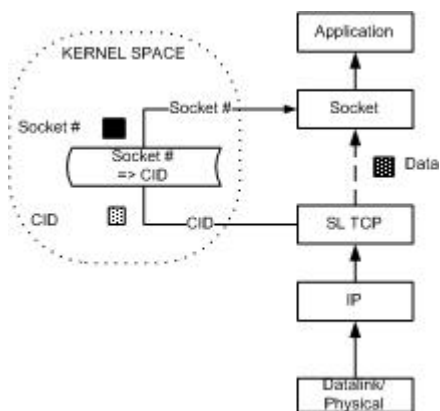 KERNEL SPACE
Application
Socket #
Socket
Socket #
Socket #
=> CID
Data
CID
CID
SL TCP
IP
Datalink/
Physical